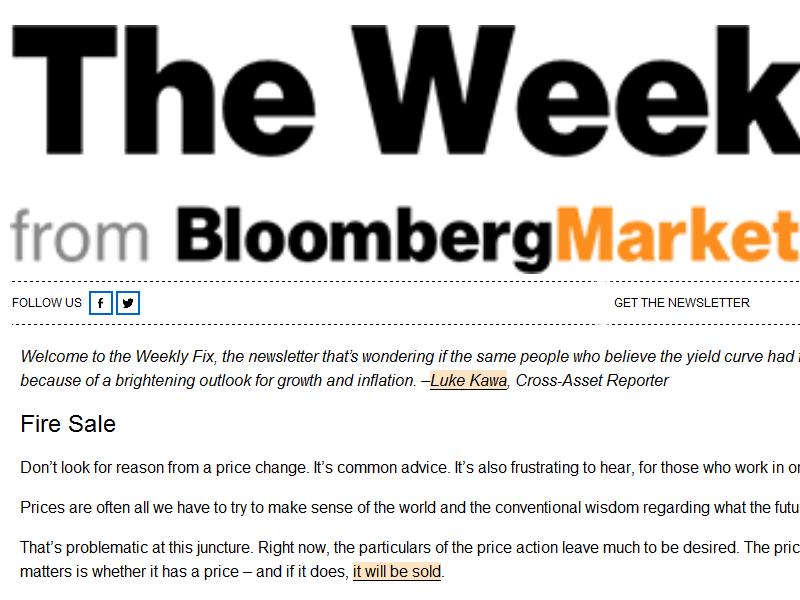 The Week
from BloombergMarket
FOLLOW US
GET THE NEWSLETTER
Welcome to the Weekly Fix, the newsletter that's wondering if the same people who believe the yield curve had
because of a brightening outlook for growth and inflation. –Luke Kawa, Cross-Asset Reporter
Fire Sale
Don't look for reason from a price change. It's common advice. It's also frustrating to hear, for those who work in
Prices are often all we have to try to make sense of the world and the conventional wisdom regarding what the
That's problematic at this juncture. Right now, the particulars of the price action leave much to be desired. The
matters is whether it has a price – and if it does, it will be sold.